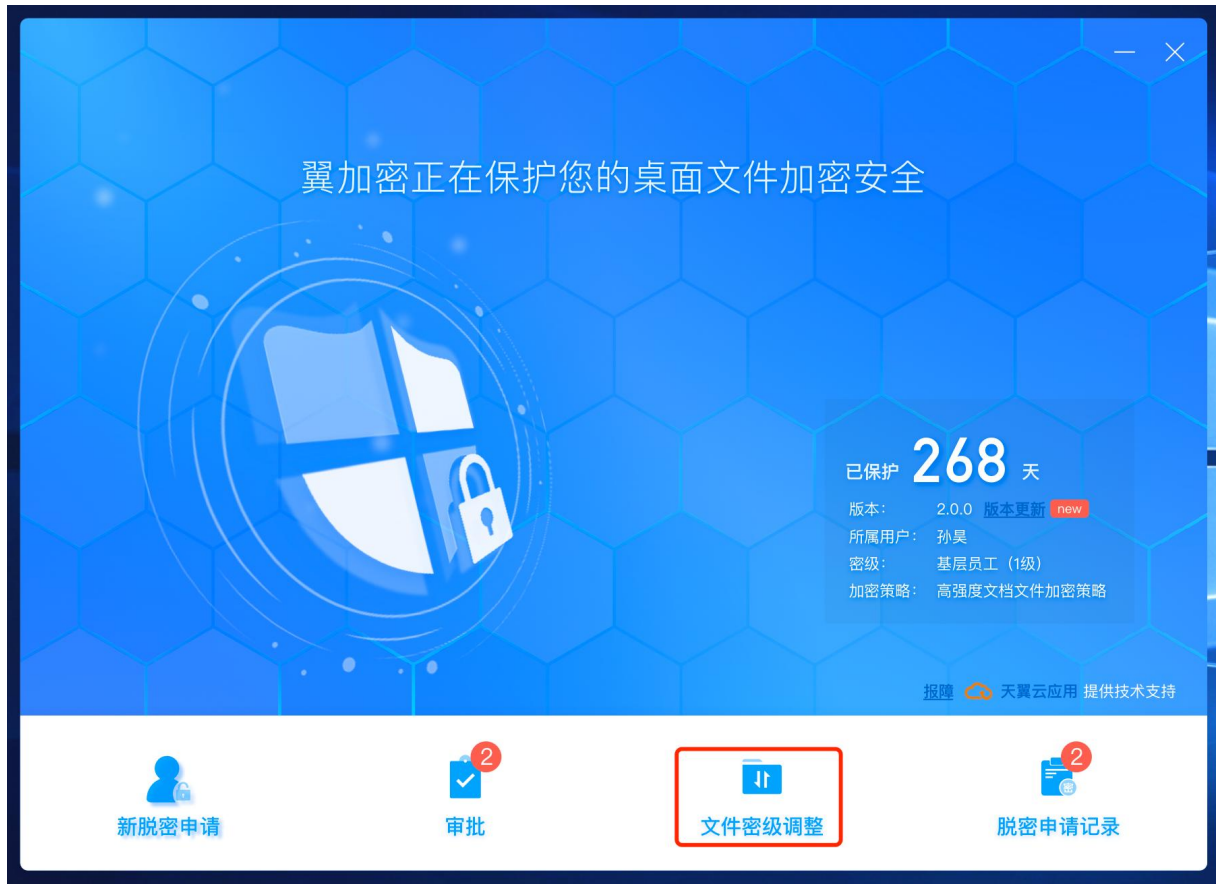 翼加密正在保护您的桌面文件加密安全
已保护 268 天
版本： 2.0.0 版本更新 new
所属用户： 孙昊
密级： 基层员工（1级）
加密策略： 高强度文档文件加密策略
报障 天翼云应用 提供技术支持
2 2
密
新脱密申请 审批 文件密级调整 脱密申请记录